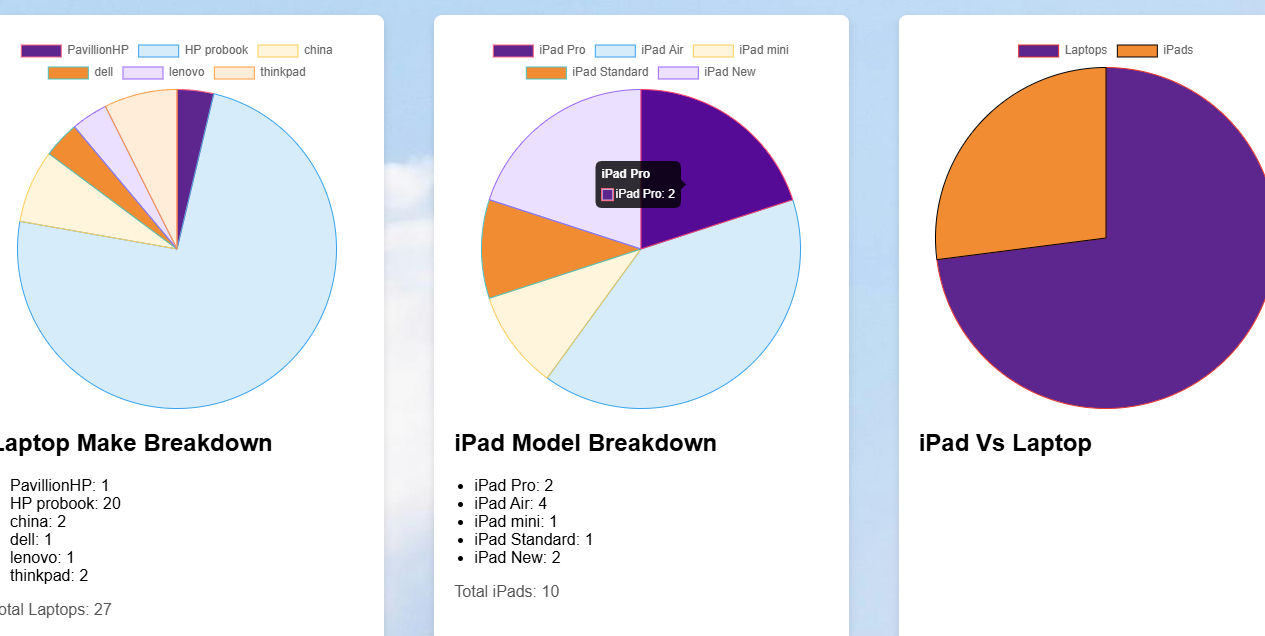 PavillionHP HP probook china
dell lenovo thinkpad
Laptop Make Breakdown
PavillionHP: 1
HP probook: 20
china: 2
dell: 1
lenovo: 1
thinkpad: 2
otal Laptops: 27
iPad Pro iPad Air iPad mini
iPad Standard iPad New
iPad Pro
iPad Pro: 2
iPad Model Breakdown
• iPad Pro: 2
• iPad Air: 4
• iPad mini: 1
• iPad Standard: 1
• iPad New: 2
Total iPads: 10
Laptops iPads
iPad Vs Laptop